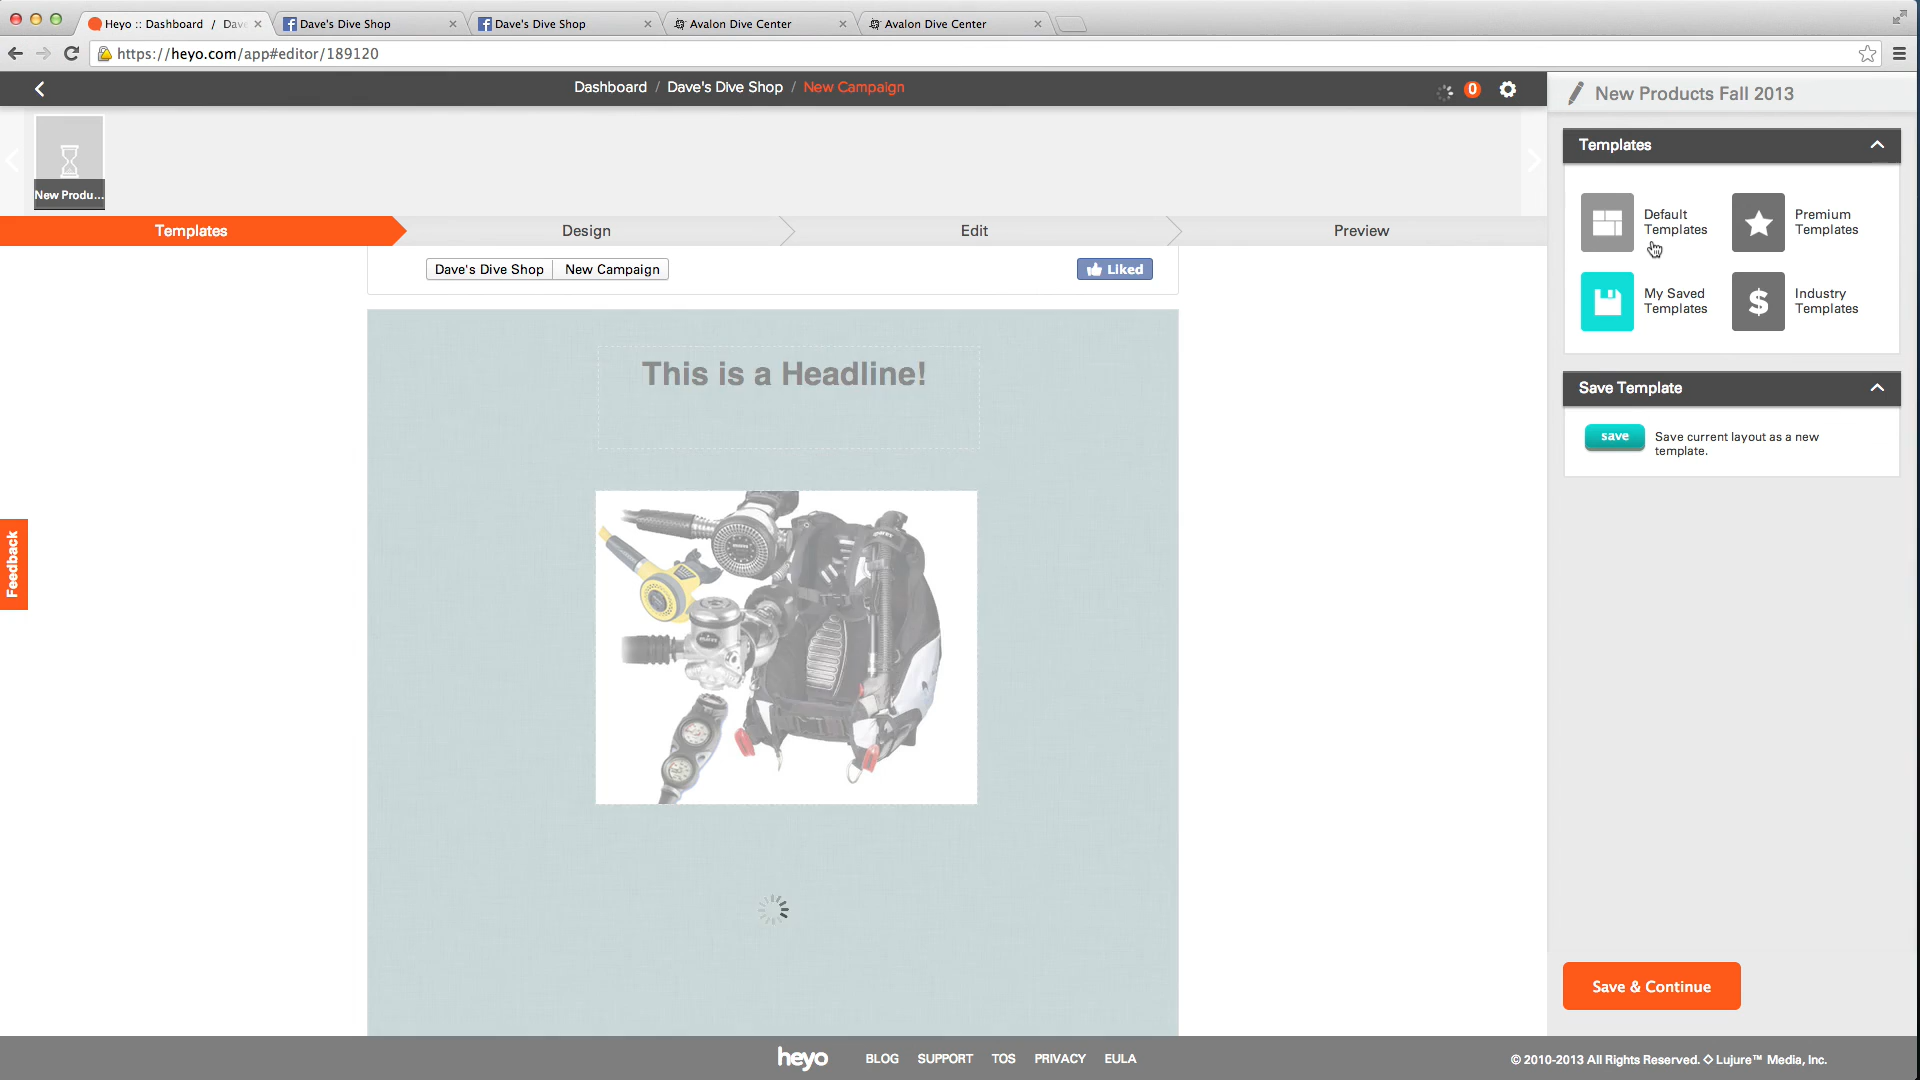 Heyo :: Dashboard / Dave
Dave's Dive Shop
Dave's Dive Shop
Avalon Dive Center
Avalon Dive Center
https://heyo.com/app#editor/189120
Dashboard / Dave's Dive Shop / New Campaign
0
New Products Fall 2013
New Produ...
Templates
Design
Edit
Preview
Templates
Default
Templates
Premium
Templates
My Saved
Templates
Industry
Templates
Save Template
save
Save current layout as a new
template.
Dave's Dive Shop
New Campaign
Liked
This is a Headline!
Feedback
Save & Continue
heyo
BLOG
SUPPORT
TOS
PRIVACY
EULA
© 2010-2013 All Rights Reserved. ◇ Lujure™ Media, Inc.